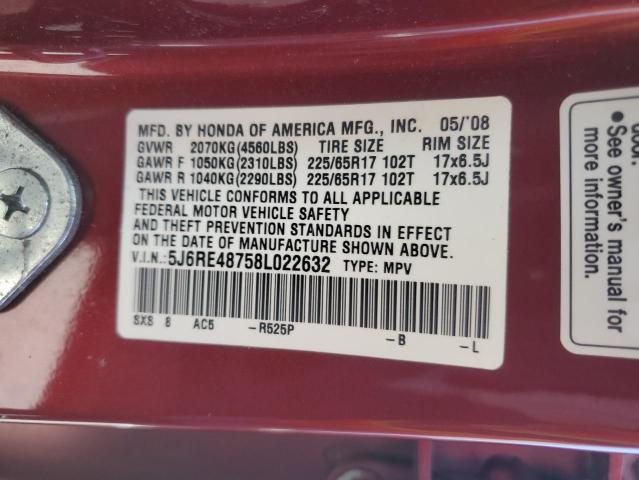 MFD. BY HONDA OF AMERICA MFG., INC. 05/'08
GVWR 2070KG(4560LBS) TIRE SIZE RIM SIZE
GAWR F 1050KG(2310LBS) 225/65R17 102T 17x6.5J
GAWR R 1040KG(2290LBS) 225/65R17 102T 17x6.5J
THIS VEHICLE CONFORMS TO ALL APPLICABLE
FEDERAL MOTOR VEHICLE SAFETY
AND THEFT PREVENTION STANDARDS IN EFFECT
ON THE DATE OF MANUFACTURE SHOWN ABOVE.
V.I.N.:5J6RE48758L022632 TYPE: MPV
SXS 8 AC5 -R525P -B -L
• See owner's man
more informatio